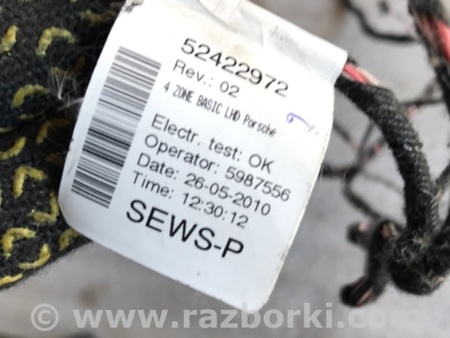 52422972
Rev.: 02
4 ZONE BASIC LHD Porsche
Electr. test: OK
Operator: 5987556
Date: 26-05-2010
Time: 12:30:12
SEWS-P
www.razborki.com